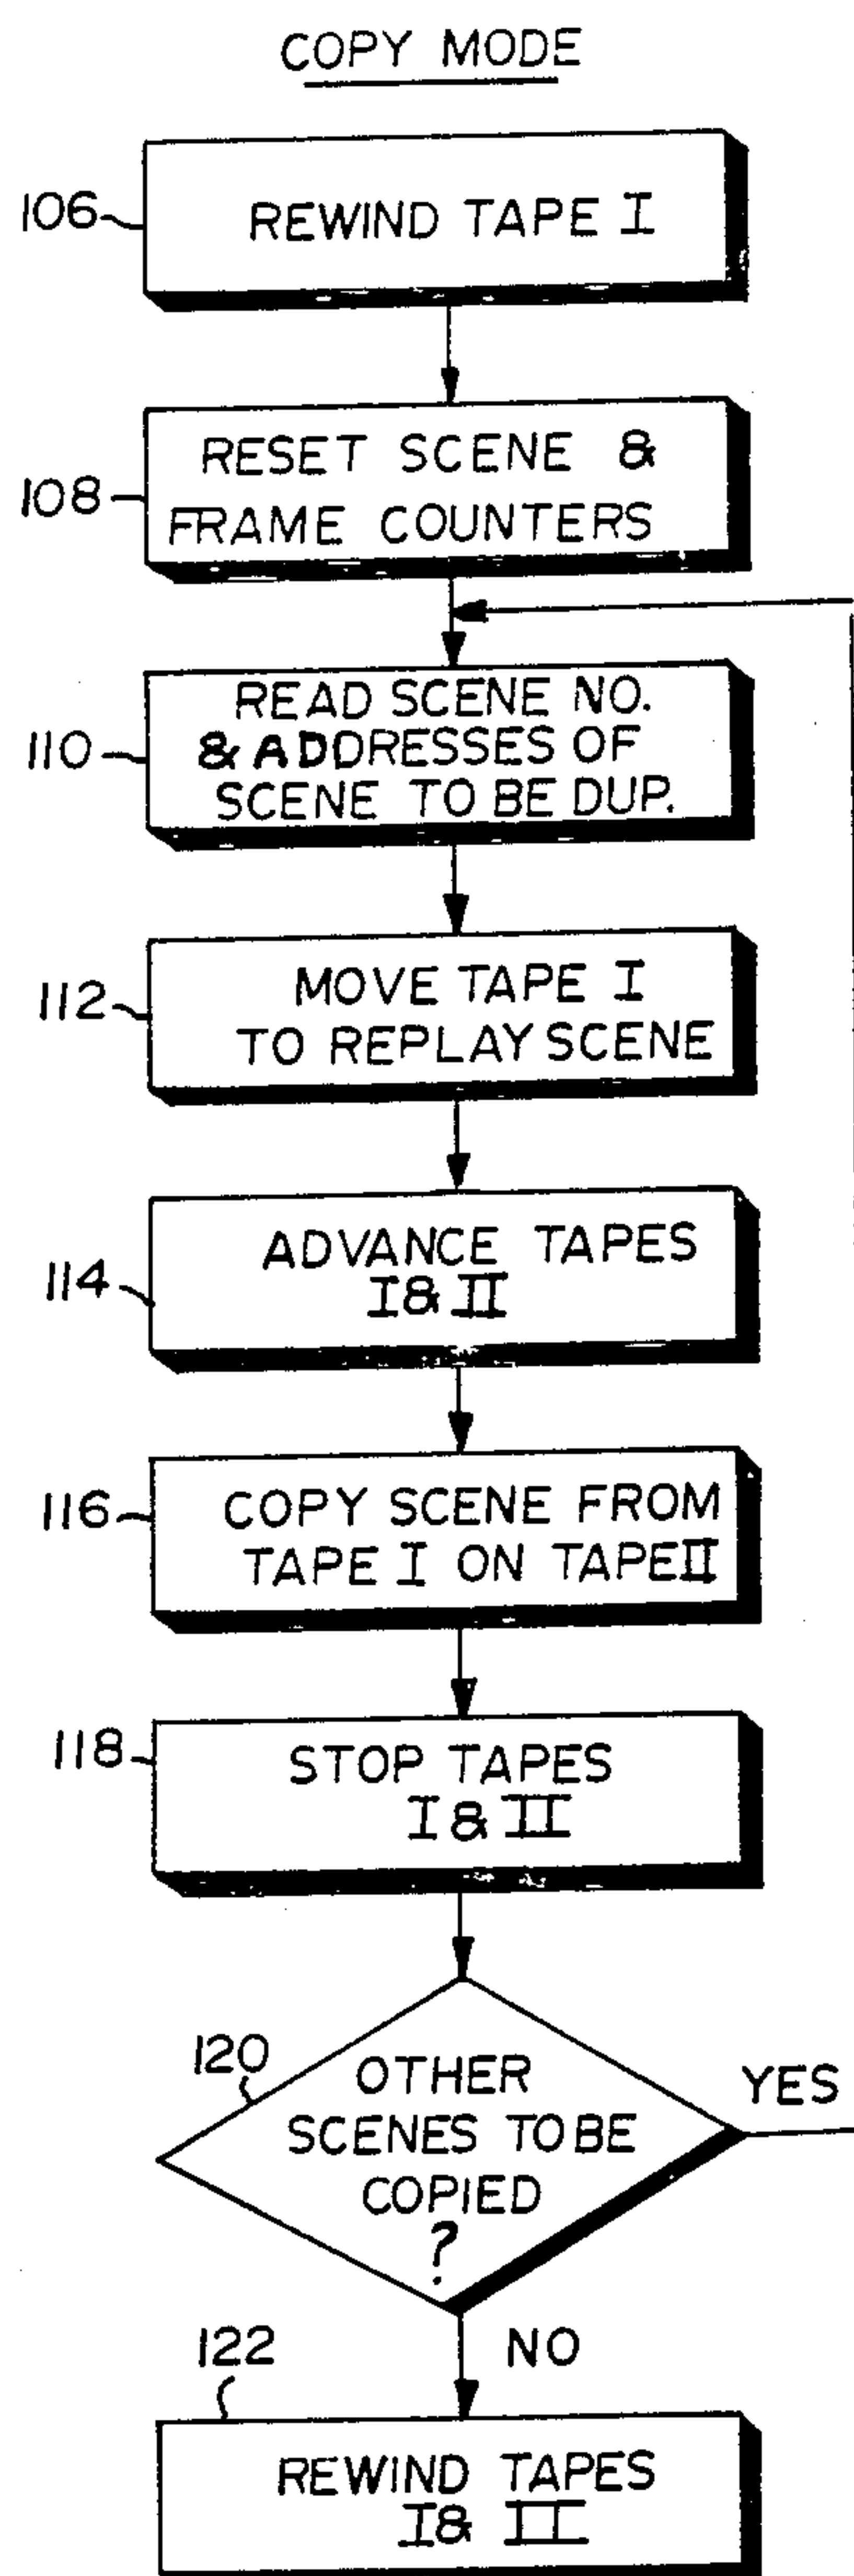 COPY MODE
106
REWIND TAPE I
108
RESET SCENE &
FRAME COUNTERS
110
READ SCENE NO.
& ADDRESSES OF
SCENE TO BE DUP.
112
MOVE TAPE I
TO REPLAY SCENE
114
ADVANCE TAPES
I & II
116
COPY SCENE FROM
TAPE I ON TAPE II
118
STOP TAPES
I & II
120
OTHER
SCENES TO BE
COPIED
?
YES
NO
122
REWIND TAPES
I & II